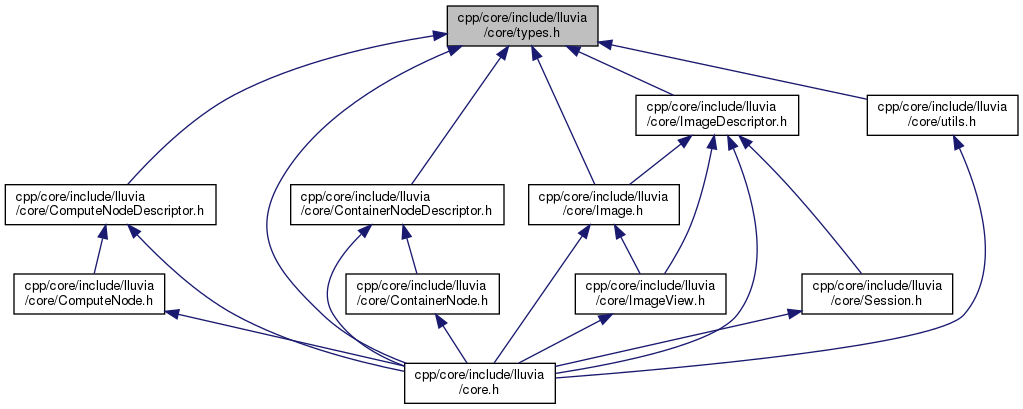 cpp/core/include/lluvia
/core/types.h
cpp/core/include/lluvia
/core/ImageDescriptor.h
cpp/core/include/lluvia
/core/utils.h
cpp/core/include/lluvia
/core/ComputeNodeDescriptor.h
cpp/core/include/lluvia
/core/ContainerNodeDescriptor.h
cpp/core/include/lluvia
/core/Image.h
cpp/core/include/lluvia
/core/ComputeNode.h
cpp/core/include/lluvia
/core/ContainerNode.h
cpp/core/include/lluvia
/core/ImageView.h
cpp/core/include/lluvia
/core/Session.h
cpp/core/include/lluvia
/core.h